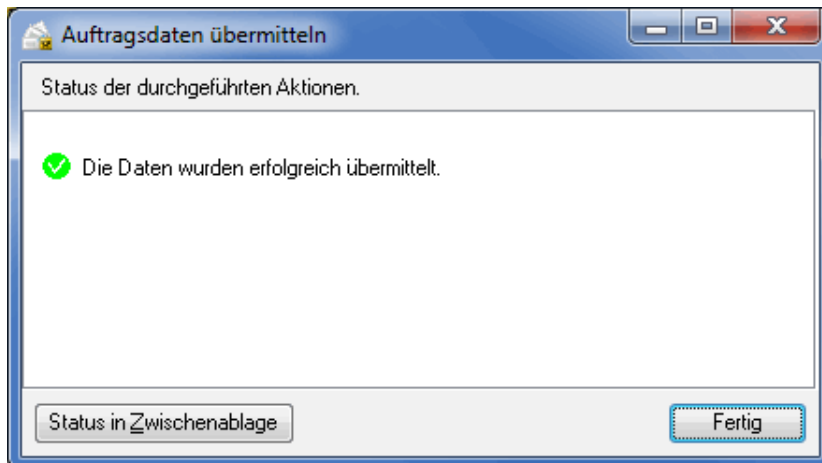 Auftragsdaten übermitteln
Status der durchgeführten Aktionen.
Die Daten wurden erfolgreich übermittelt.
Status in Zwischenablage
Fertig